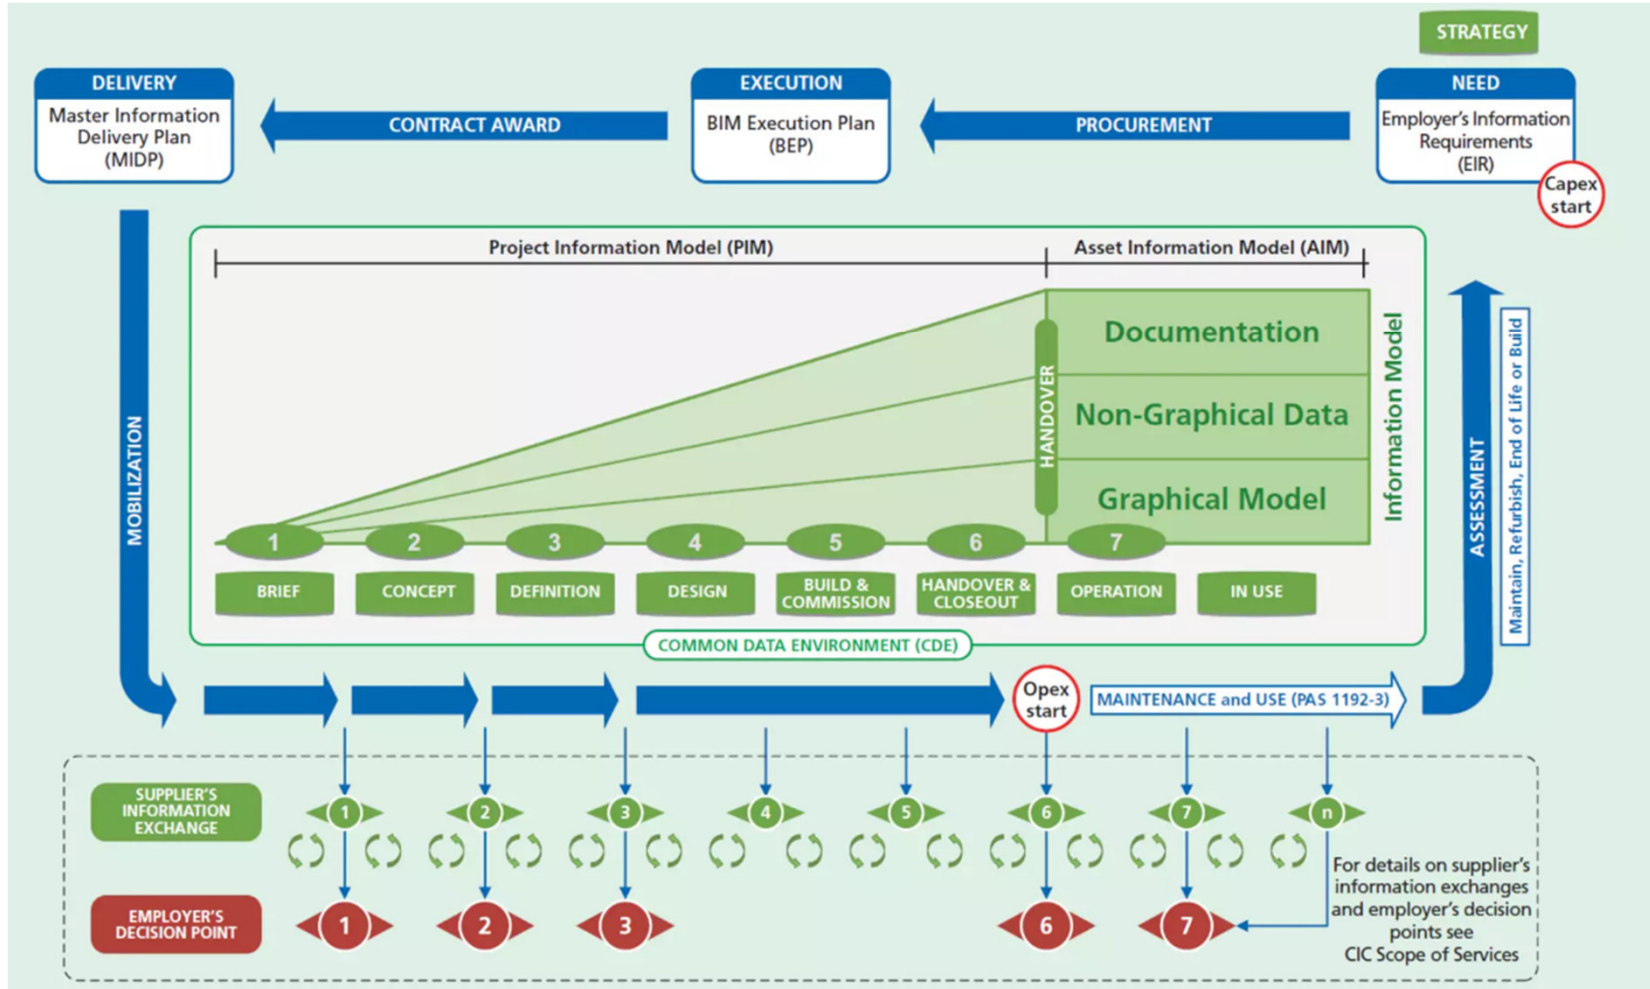 STRATEGY
DELIVERY
Master Information
Delivery Plan
(MIDP)
CONTRACT AWARD
EXECUTION
BIM Execution Plan
(BEP)
PROCUREMENT
NEED
Employer's Information
Requirements
(EIR)
Capex
start
Project Information Model (PIM)
Asset Information Model (AIM)
Documentation
Non-Graphical Data
Graphical Model
HANDOVER
Information Model
MOBILIZATION
ASSESSMENT
Maintain, Refurbish, End of Life or Build
1
2
3
4
5
6
7
BRIEF
CONCEPT
DEFINITION
DESIGN
BUILD &
COMMISSION
HANDOVER &
CLOSEOUT
OPERATION
IN USE
COMMON DATA ENVIRONMENT (CDE)
Opex
start
MAINTENANCE and USE (PAS 1192-3)
SUPPLIER'S
INFORMATION
EXCHANGE
1
2
3
4
5
6
7
n
EMPLOYER'S
DECISION POINT
1
2
3
6
7
For details on supplier's
information exchanges
and employer's decision
points see
CIC Scope of Services